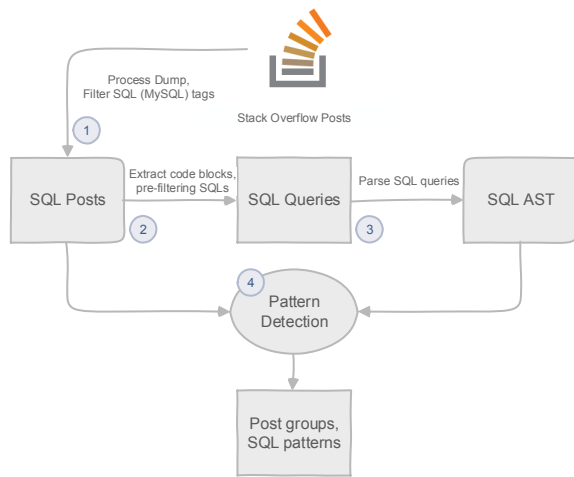 Process Dump,
Filter SQL (MySQL) tags
Stack Overflow Posts
1
SQL Posts
Extract code blocks,
pre-filtering SQLs
2
SQL Queries
Parse SQL queries
3
SQL AST
4
Pattern
Detection
Post groups,
SQL patterns